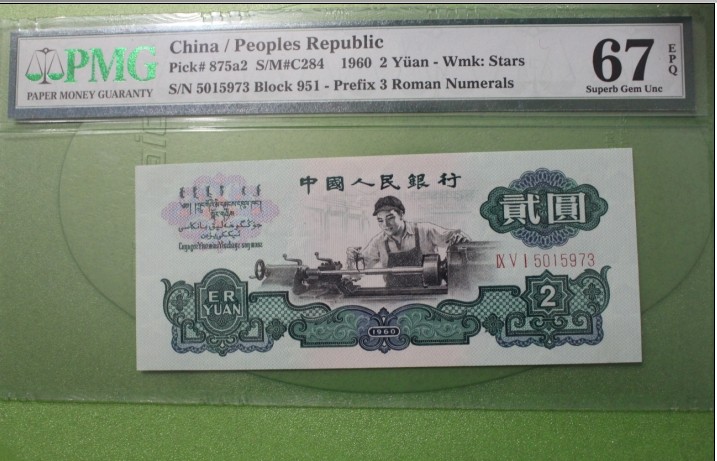 PMG
PAPER MONEY GUARANTY
China / Peoples Republic
Pick# 875a2 S/M#C284 1960 2 Yüan - Wmk: Stars
S/N 5015973 Block 951 - Prefix 3 Roman Numerals
67 EPQ
Superb Gem Unc
中國人民銀行
貳圓
IX V I 5015973
ER
YUAN
1960
2